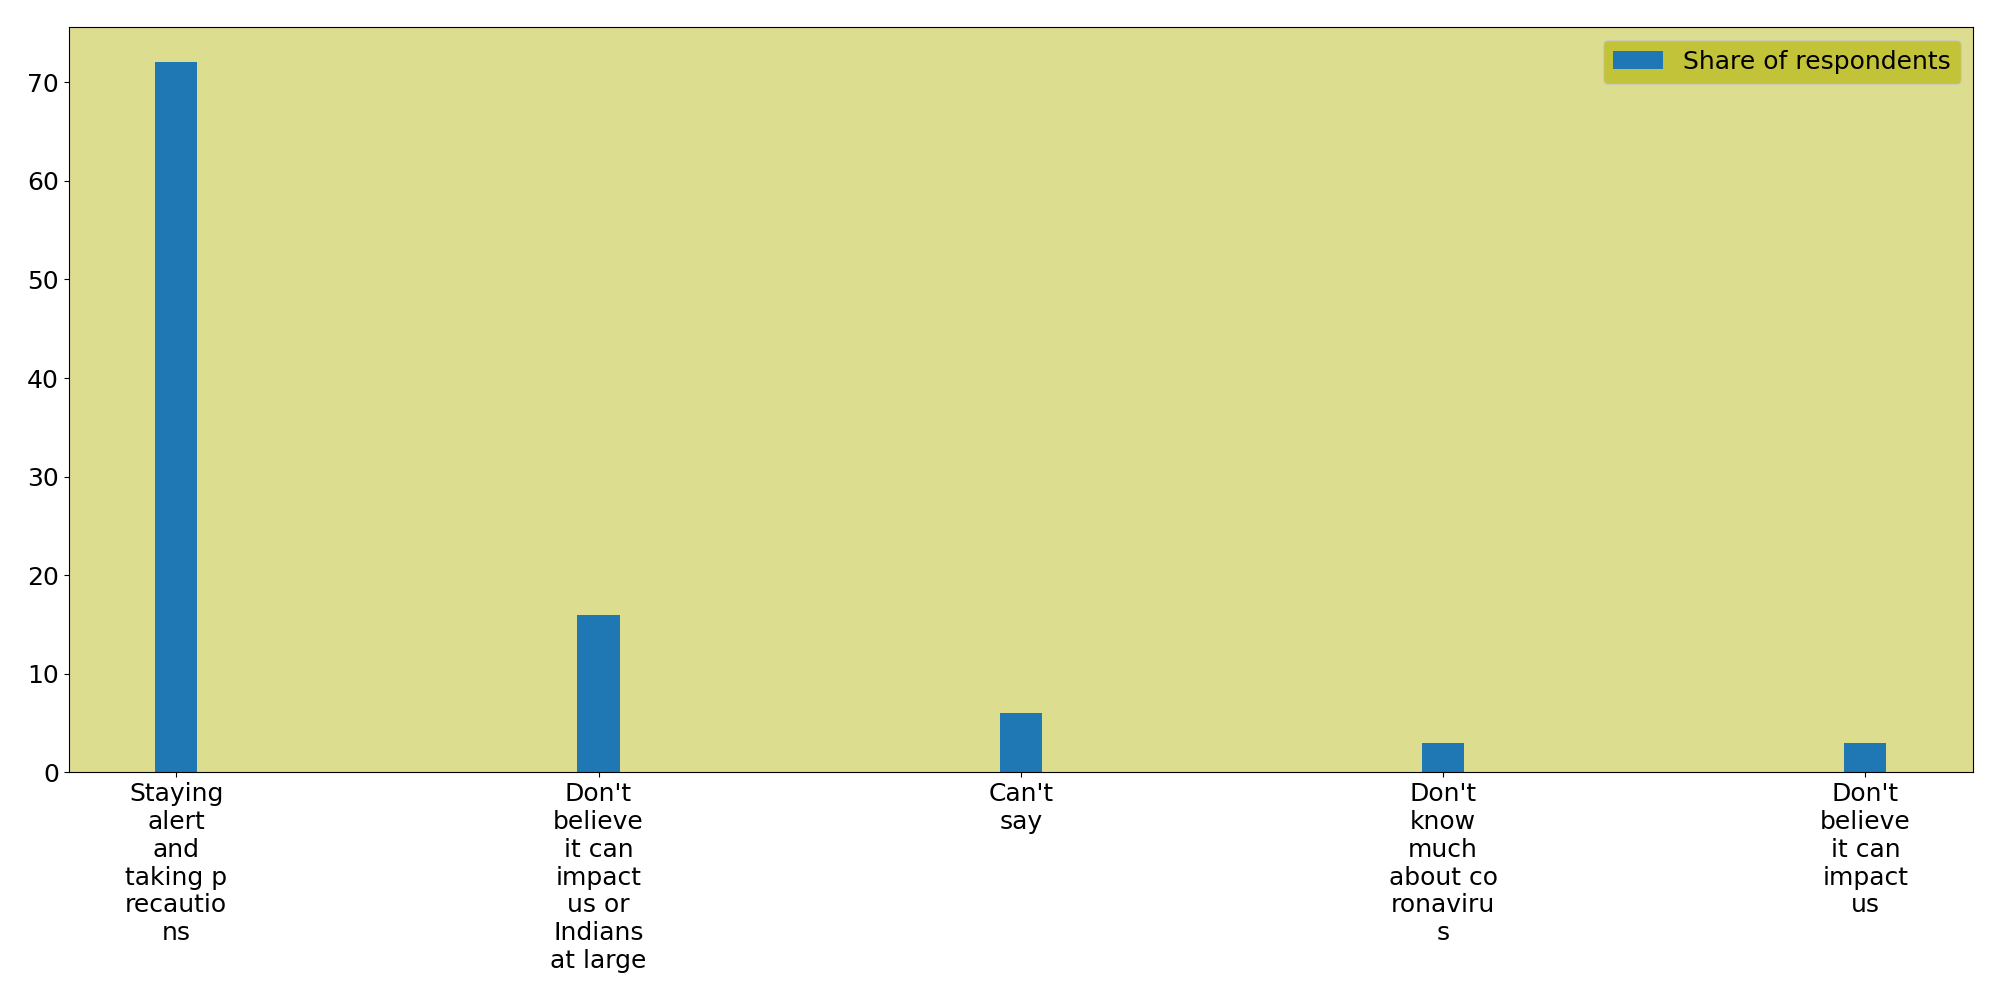 Share of respondents
70
60
50
40
30
20
10
0
Staying
alert
and
taking p
recautio
ns
Don't
believe
it can
impact
us or
Indians
at large
Can't
say
Don't
know
much
about co
ronaviru
s
Don't
believe
it can
impact
us